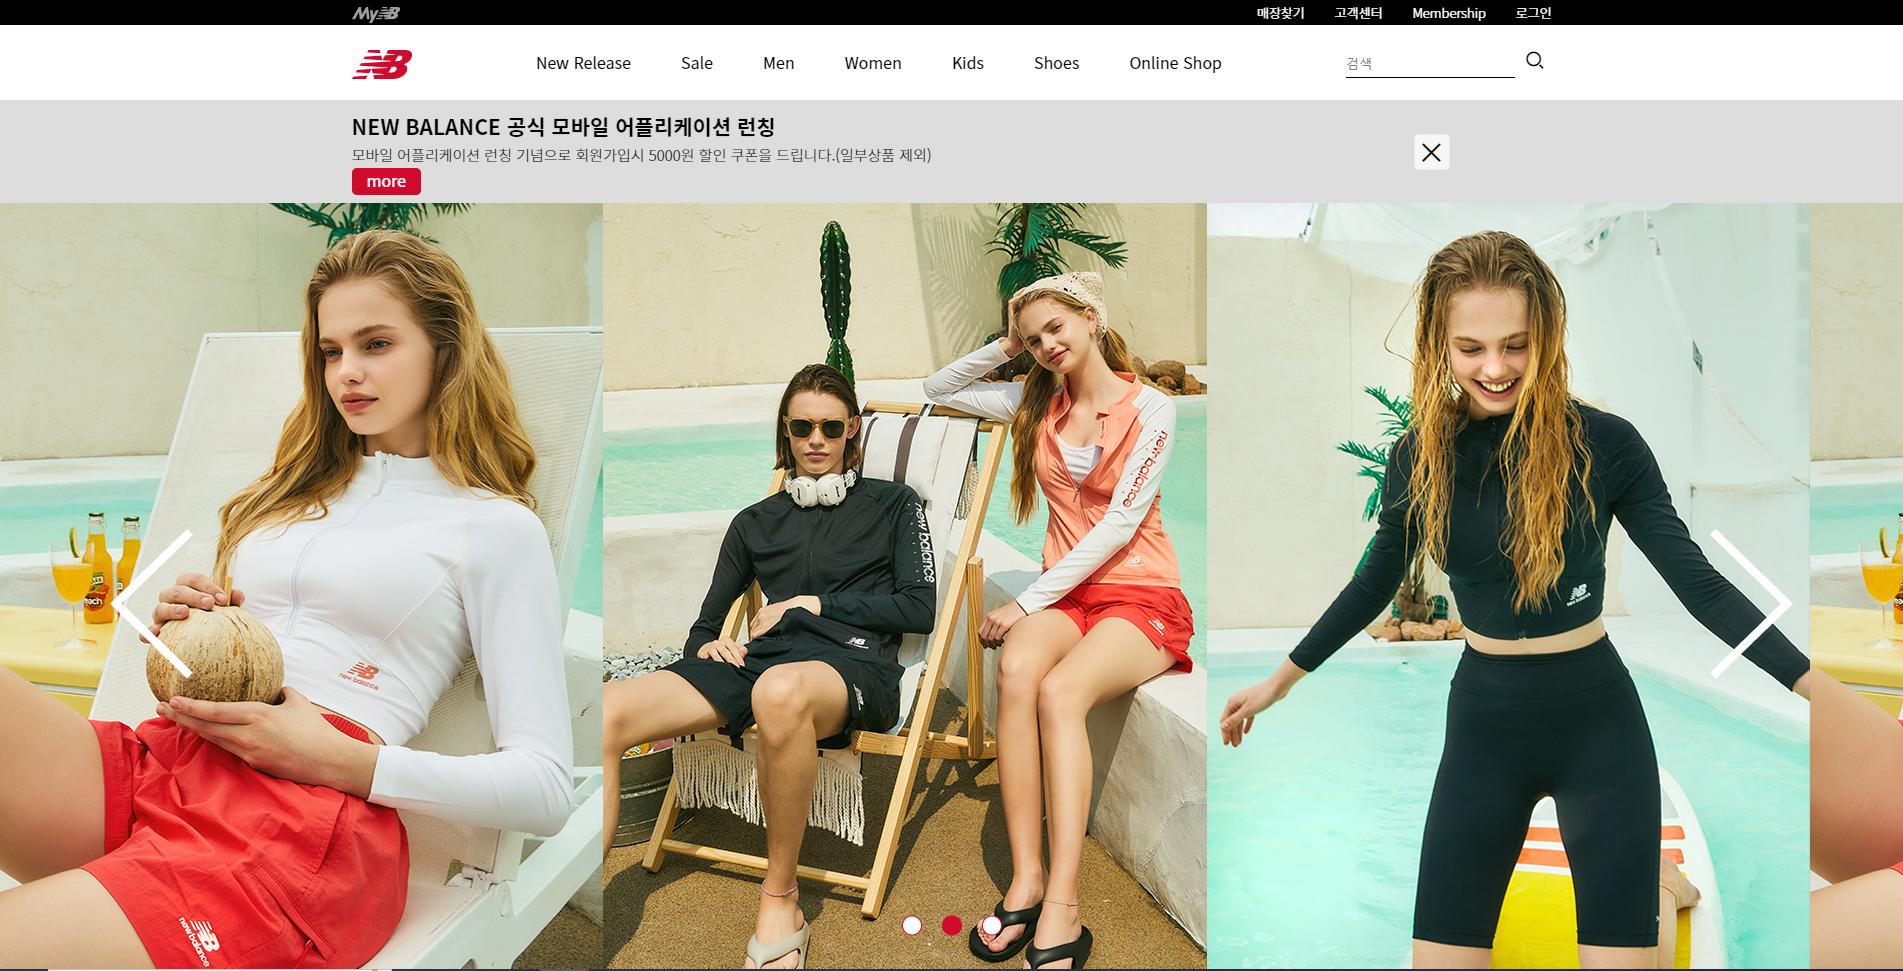 MyNB
매장찾기 고객센터 Membership 로그인
NB
New Release Sale Men Women Kids Shoes Online Shop
검색
NEW BALANCE 공식 모바일 어플리케이션 런칭
모바일 어플리케이션 런칭 기념으로 회원가입시 5000원 할인 쿠폰을 드립니다.(일부상품 제외)
more
new balance
new balance
new balance
new balance
new balance